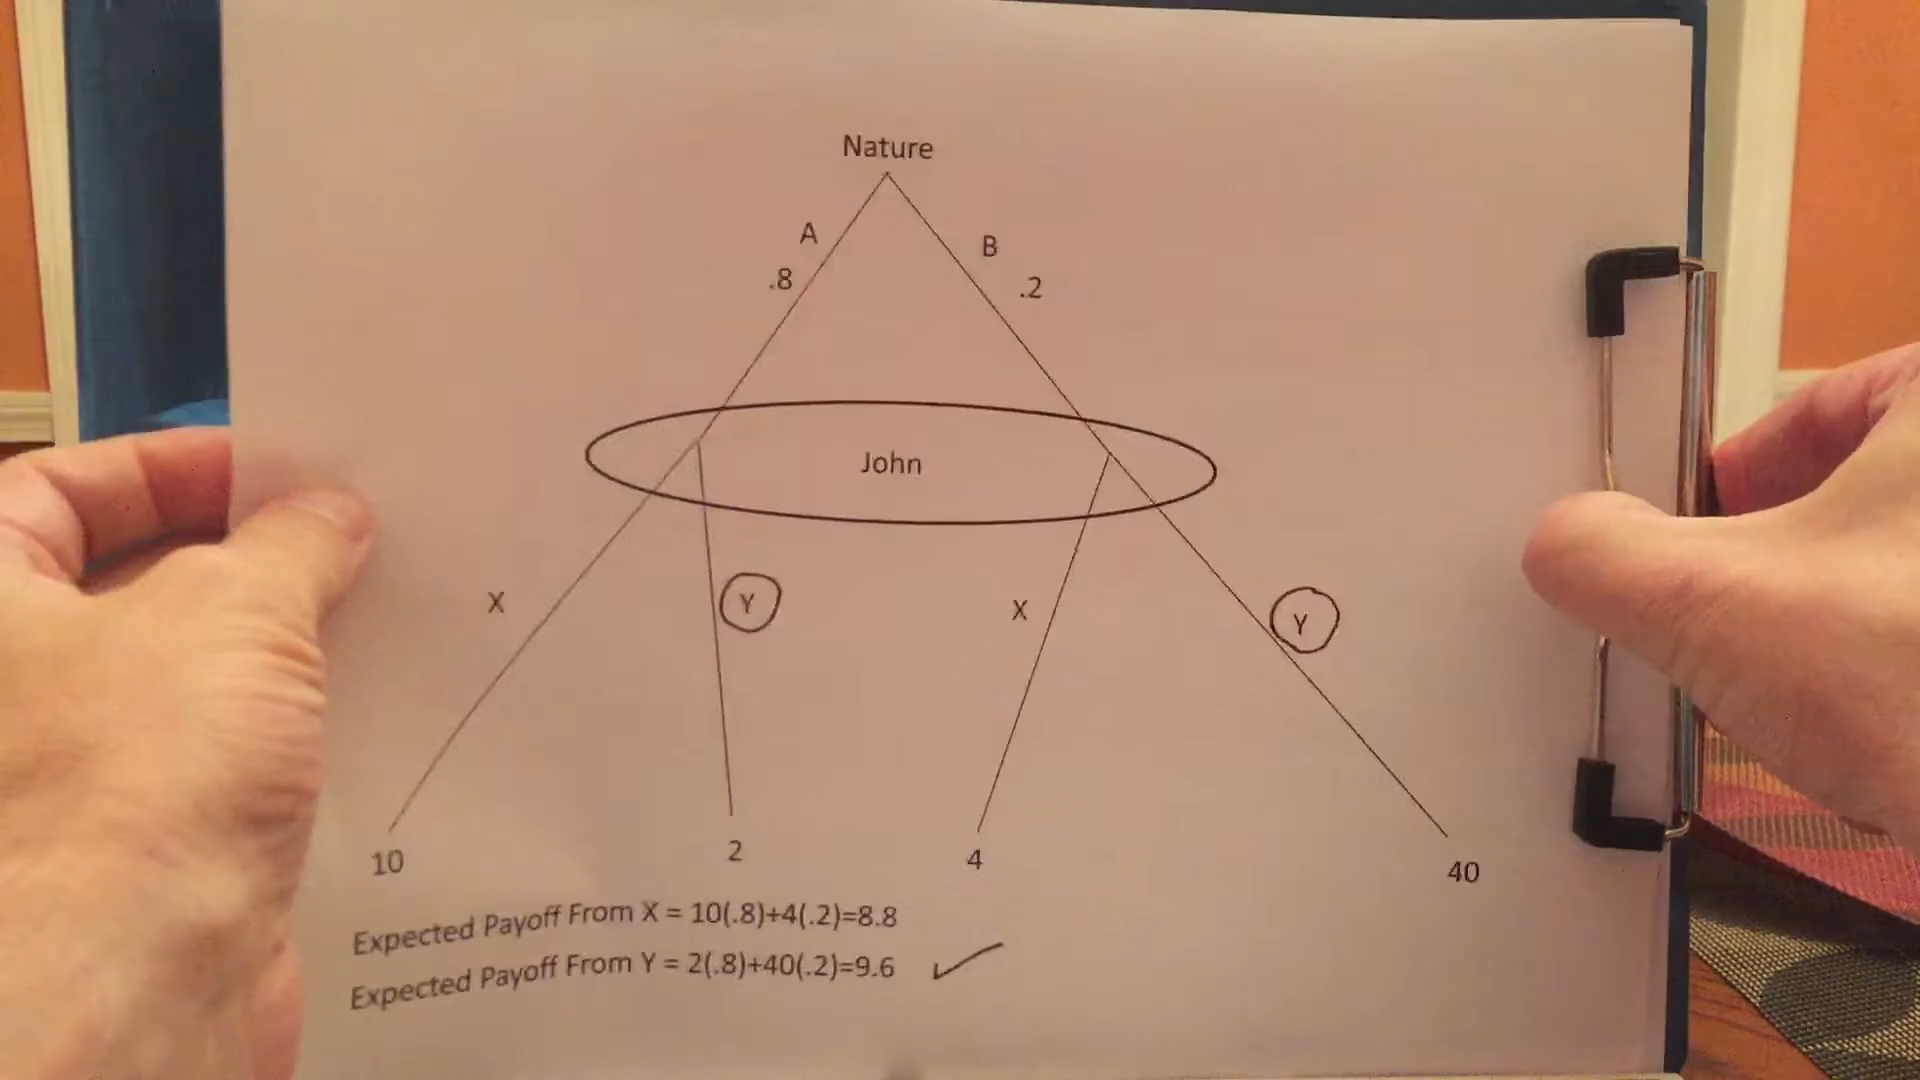 Nature
A
B
.8
.2
John
X
Y
X
Y
10
2
4
40
Expected Payoff From X = 10(.8)+4(.2)=8.8
Expected Payoff From Y = 2(.8)+40(.2)=9.6